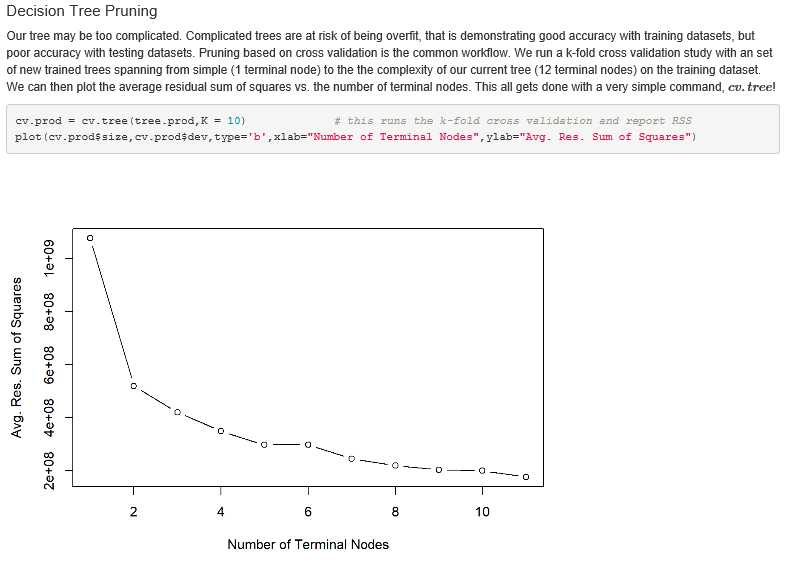 Decision Tree Pruning
Our tree may be too complicated. Complicated trees are at risk of being overfit, that is demonstrating good accuracy with training datasets, but
poor accuracy with testing datasets. Pruning based on cross validation is the common workflow. We run a k-fold cross validation study with an set
of new trained trees spanning from simple (1 terminal node) to the the complexity of our current tree (12 terminal nodes) on the training dataset.
We can then plot the average residual sum of squares vs. the number of terminal nodes. This all gets done with a very simple command, cv.tree!
cv.prod = cv.tree(tree.prod,K = 10) # this runs the k-fold cross validation and report RSS
plot(cv.prod$size,cv.prod$dev,type='b',xlab="Number of Terminal Nodes",ylab="Avg. Res. Sum of Squares")
Avg. Res. Sum of Squares
1e+09
8e+08
6e+08
4e+08
2e+08
2 4 6 8 10
Number of Terminal Nodes